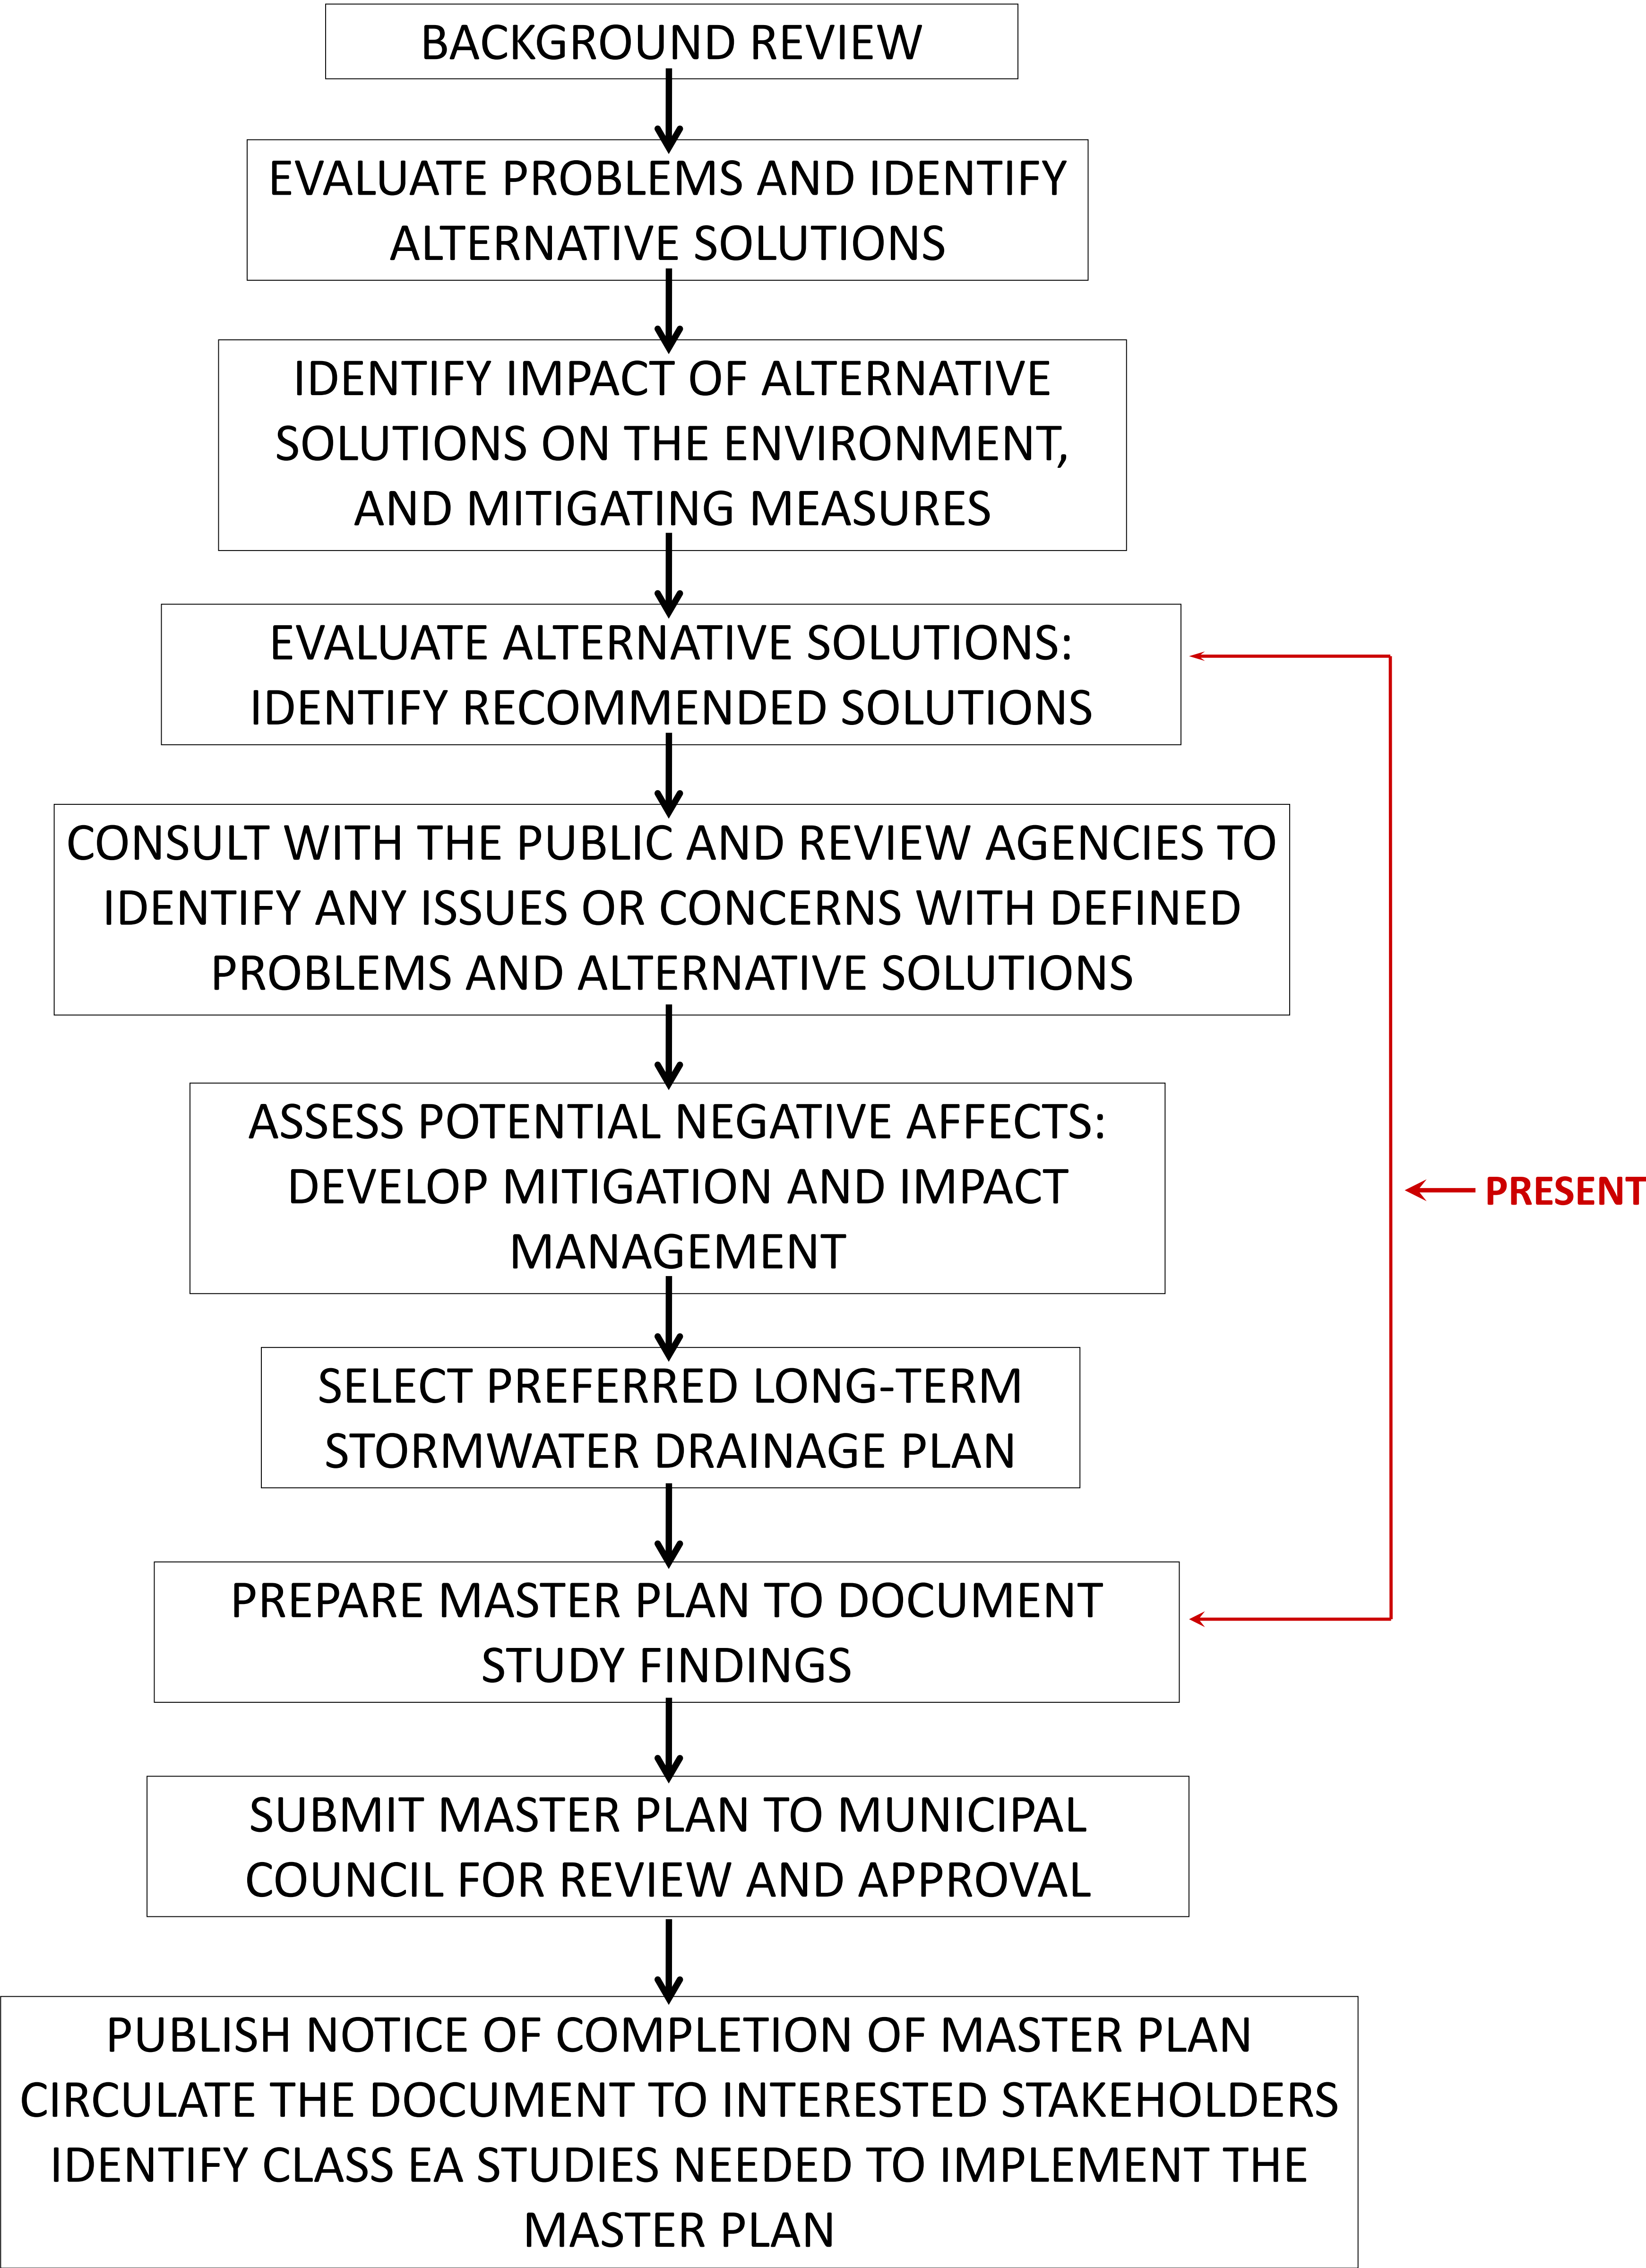 BACKGROUND REVIEW
EVALUATE PROBLEMS AND IDENTIFY
ALTERNATIVE SOLUTIONS
IDENTIFY IMPACT OF ALTERNATIVE
SOLUTIONS ON THE ENVIRONMENT,
AND MITIGATING MEASURES
EVALUATE ALTERNATIVE SOLUTIONS:
IDENTIFY RECOMMENDED SOLUTIONS
CONSULT WITH THE PUBLIC AND REVIEW AGENCIES TO
IDENTIFY ANY ISSUES OR CONCERNS WITH DEFINED
PROBLEMS AND ALTERNATIVE SOLUTIONS
ASSESS POTENTIAL NEGATIVE AFFECTS:
DEVELOP MITIGATION AND IMPACT
MANAGEMENT
PRESENT
SELECT PREFERRED LONG-TERM
STORMWATER DRAINAGE PLAN
PREPARE MASTER PLAN TO DOCUMENT
STUDY FINDINGS
SUBMIT MASTER PLAN TO MUNICIPAL
COUNCIL FOR REVIEW AND APPROVAL
PUBLISH NOTICE OF COMPLETION OF MASTER PLAN
CIRCULATE THE DOCUMENT TO INTERESTED STAKEHOLDERS
IDENTIFY CLASS EA STUDIES NEEDED TO IMPLEMENT THE
MASTER PLAN